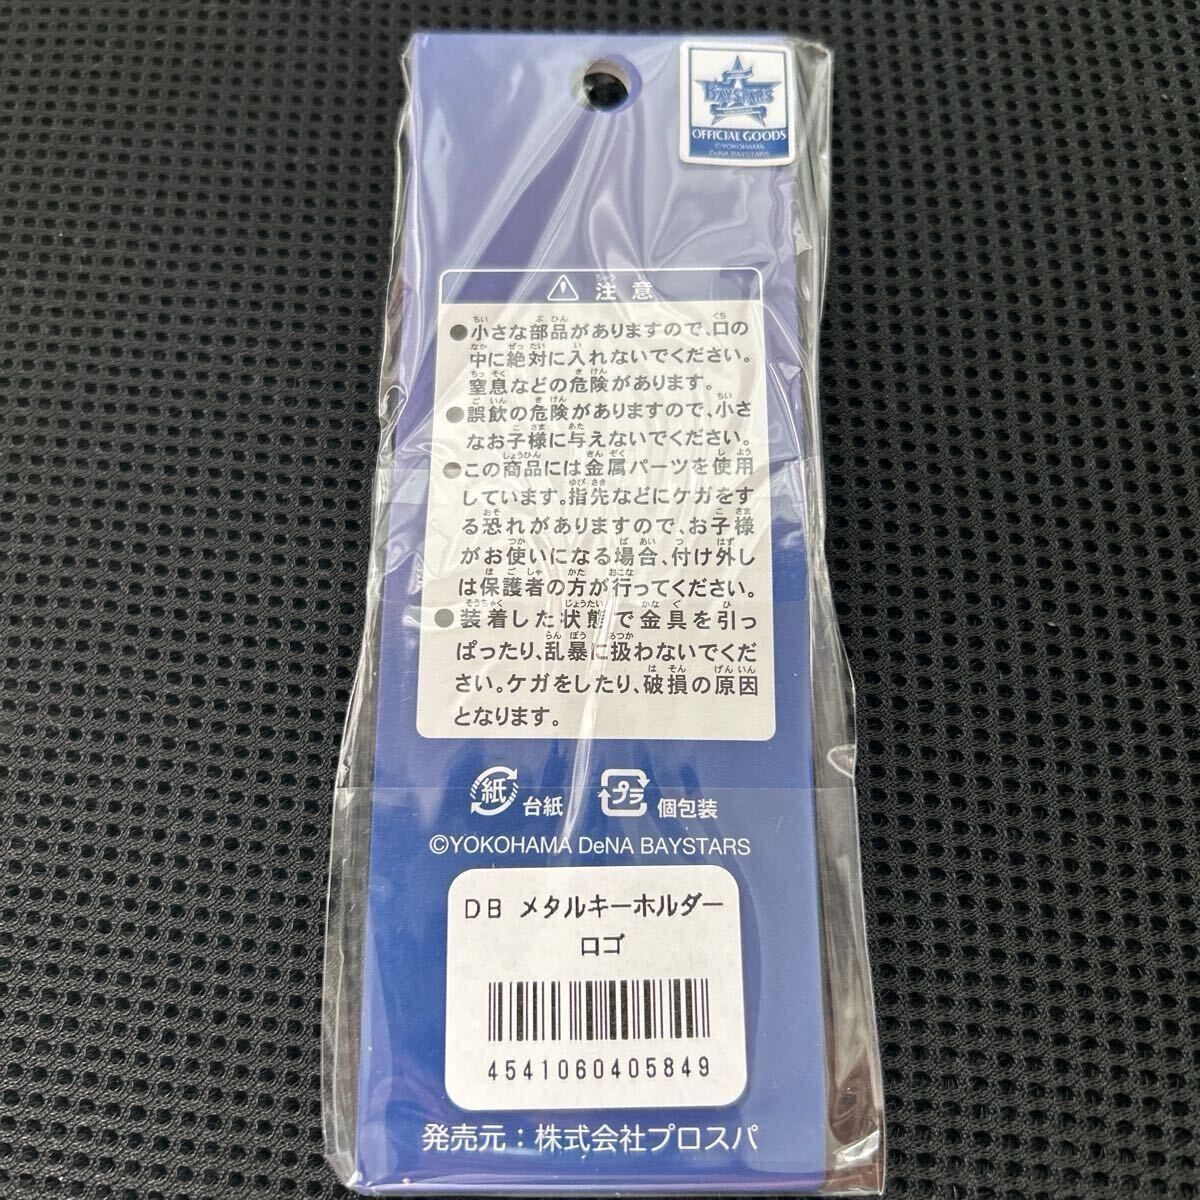 BAYSTARS
OFFICIAL GOODS
©YOKOHAMA
DeNA BAYSTARS
注意
●小さな部品がありますので、口の
中に絶対に入れないでください。
窒息などの危険があります。
●誤飲の危険がありますので、小さ
なお子様に与えないでください。
●この商品には金属パーツを使用
しています。指先などにケガをす
る恐れがありますので、お子様
がお使いになる場合、付け外し
は保護者の方が行ってください。
●装着した状態で金具を引っ
ぱったり、乱暴に扱わないでくだ
さい。ケガをしたり、破損の原因
となります。
紙 台紙 プラ 個包装
©YOKOHAMA DeNA BAYSTARS
DB メタルキーホルダー
ロゴ
4541060405849
発売元：株式会社プロスパ